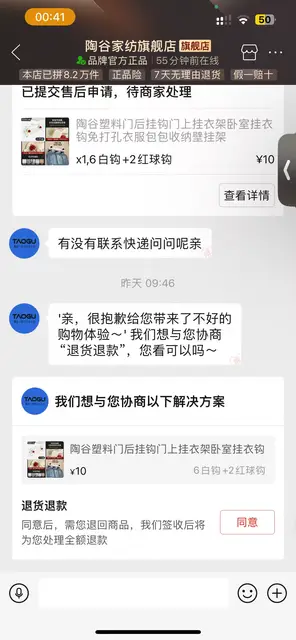 00:41
50
陶谷家纺旗舰店 旗舰店
品牌官方正品 | 55分钟前在线
本店已拼8.2万件 正品险 7天无理由退货 假一赔十
已提交售后申请，待商家处理
陶谷塑料门后挂钩门上挂衣架卧室挂衣
钩免打孔衣服包包收纳壁挂架
x1,6白钩+2红球钩 ¥10
查看详情
TAOGU
有没有联系快递问问呢亲
昨天 09:46
TAOGU
'亲，很抱歉给您带来了不好的
购物体验～' 我们想与您协商
“退货退款”，您看可以吗～
TAOGU
我们想与您协商以下解决方案
陶谷塑料门后挂钩门上挂衣架卧室挂衣钩
¥10 6白钩+2红球钩
退货退款
同意后，需您退回商品，我们签收后将
为您处理全额退款
同意